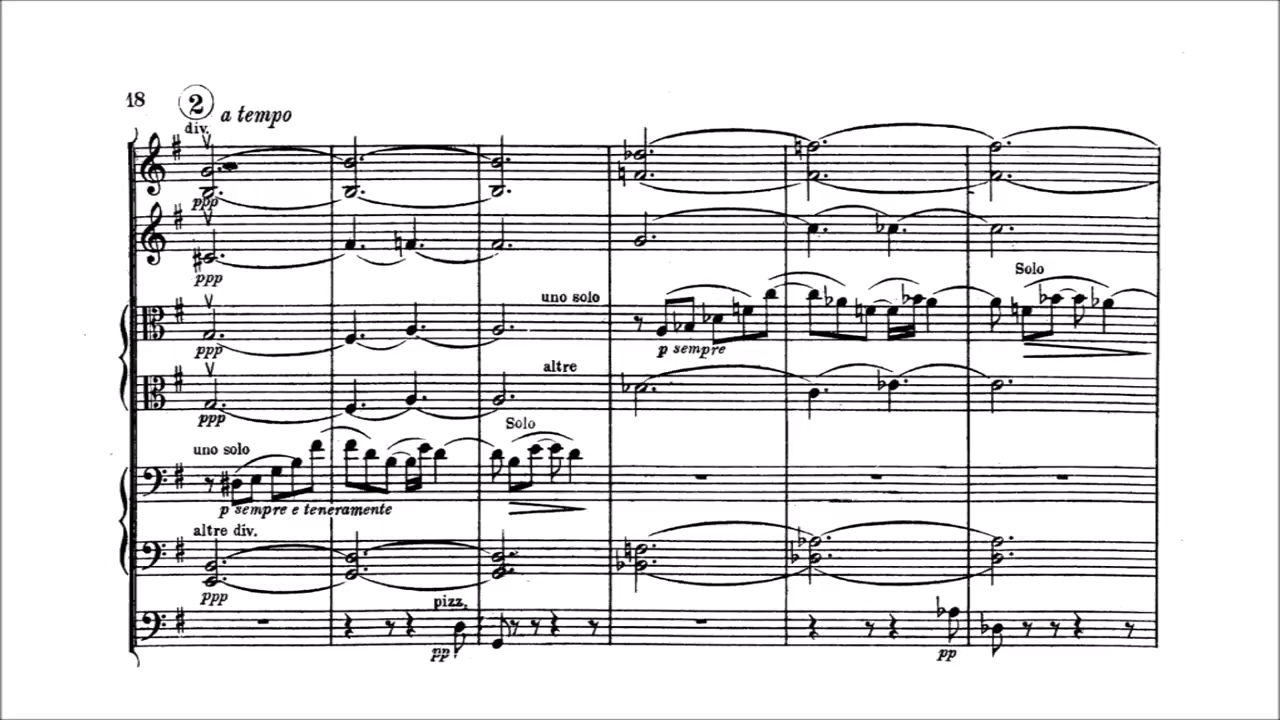 18
2 a tempo
div.
ppp
ppp
Solo
uno solo
ppp
p sempre
altre
ppp
Solo
uno solo
p sempre e teneramente
altre div.
ppp
pizz.
pp
pp